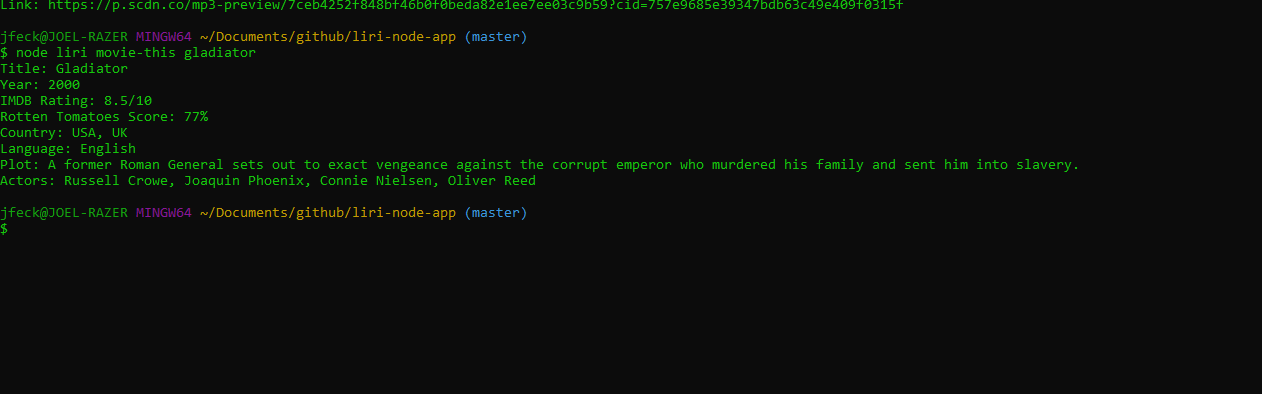 Link: https://p.scdn.co/mp3-preview/7ceb4252f848bf46b0f0beda82e1ee7ee03c9b59?cid=757e9685e39347bdb63c49e409f0315f
jfeck@JOEL-RAZER MINGW64 ~/Documents/github/liri-node-app (master)
$ node liri movie-this gladiator
Title: Gladiator
Year: 2000
IMDB Rating: 8.5/10
Rotten Tomatoes Score: 77%
Country: USA, UK
Language: English
Plot: A former Roman General sets out to exact vengeance against the corrupt emperor who murdered his family and sent him into slavery.
Actors: Russell Crowe, Joaquin Phoenix, Connie Nielsen, Oliver Reed
jfeck@JOEL-RAZER MINGW64 ~/Documents/github/liri-node-app (master)
$